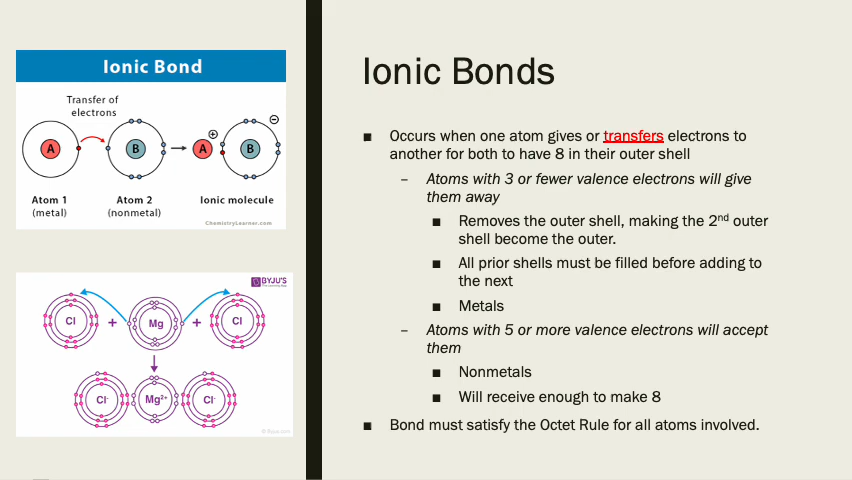 Ionic Bond
Transfer of
electrons
A
B
A
⊕
B
⊖
Atom 1
(metal)
Atom 2
(nonmetal)
Ionic molecule
ChemistryLearner.com
BYJU'S
Cl
+
Mg
+
Cl
Cl⁻
Mg²⁺
Cl⁻
© Byjus.com
Ionic Bonds
■ Occurs when one atom gives or transfers electrons to
another for both to have 8 in their outer shell
– Atoms with 3 or fewer valence electrons will give
them away
■ Removes the outer shell, making the 2nd outer
shell become the outer.
■ All prior shells must be filled before adding to
the next
■ Metals
– Atoms with 5 or more valence electrons will accept
them
■ Nonmetals
■ Will receive enough to make 8
■ Bond must satisfy the Octet Rule for all atoms involved.